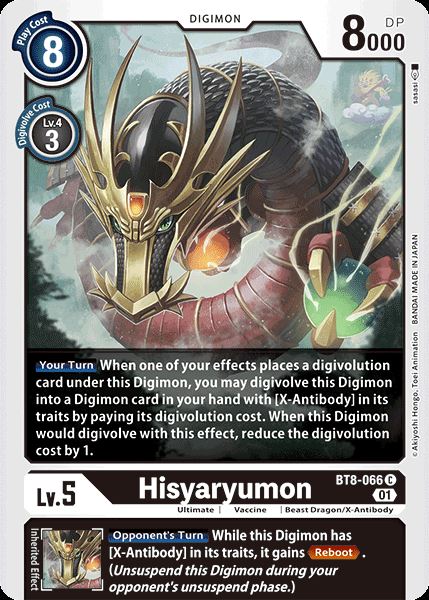 Play Cost
8
DIGIMON
DP
8000
Digivolve Cost
Lv.4
3
sasasi
Your Turn When one of your effects places a digivolution
card under this Digimon, you may digivolve this Digimon
into a Digimon card in your hand with [X-Antibody] in its
traits by paying its digivolution cost. When this Digimon
would digivolve with this effect, reduce the digivolution
cost by 1.
©Akiyoshi Hongo, Toei Animation BANDAI MADE IN JAPAN
Lv.5
Hisyaryumon
BT8-066 C
01
Ultimate | Vaccine | Beast Dragon/X-Antibody
Inherited Effect
Opponent's Turn While this Digimon has
[X-Antibody] in its traits, it gains Reboot .
(Unsuspend this Digimon during your
opponent's unsuspend phase.)